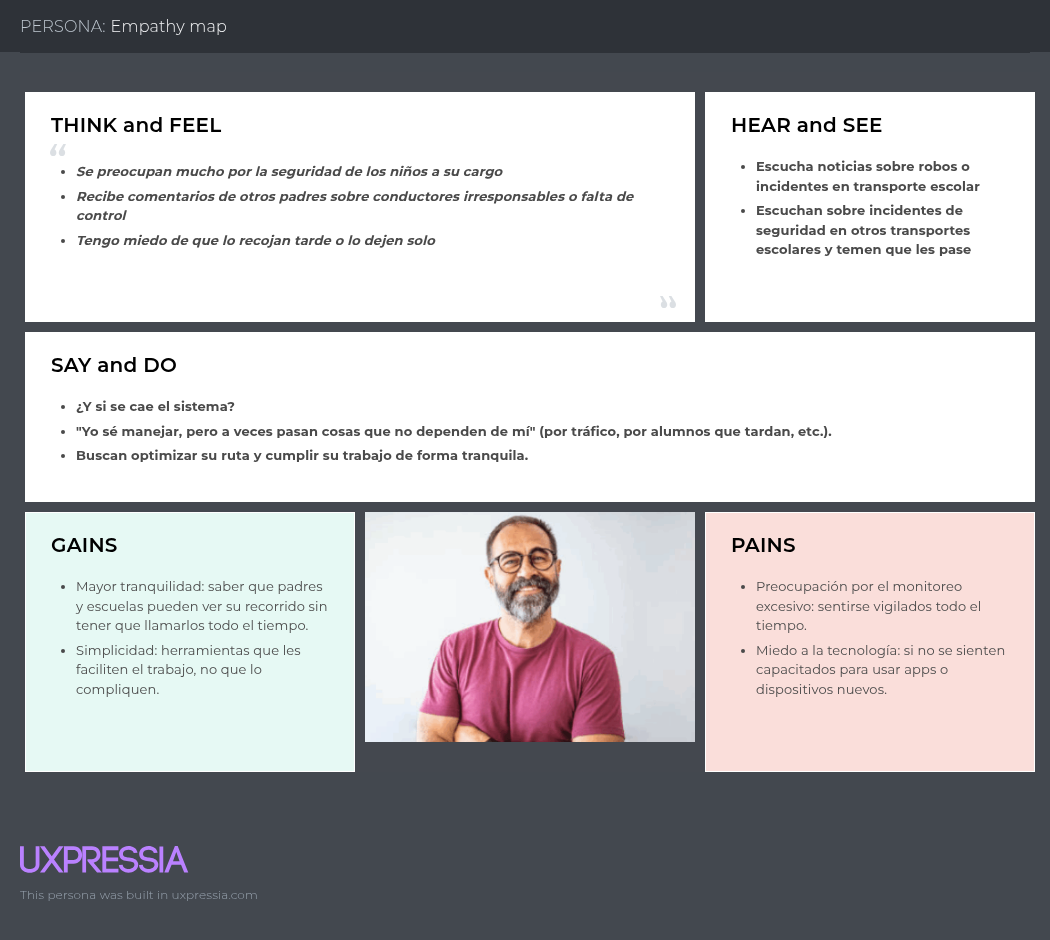 PERSONA: Empathy map
THINK and FEEL
“
• Se preocupan mucho por la seguridad de los niños a su cargo
• Recibe comentarios de otros padres sobre conductores irresponsables o falta de
control
• Tengo miedo de que lo recojan tarde o lo dejen solo
”
HEAR and SEE
• Escucha noticias sobre robos o
incidentes en transporte escolar
• Escuchan sobre incidentes de
seguridad en otros transportes
escolares y temen que les pase
SAY and DO
• ¿Y si se cae el sistema?
• "Yo sé manejar, pero a veces pasan cosas que no dependen de mí" (por tráfico, por alumnos que tardan, etc.).
• Buscan optimizar su ruta y cumplir su trabajo de forma tranquila.
GAINS
• Mayor tranquilidad: saber que padres
y escuelas pueden ver su recorrido sin
tener que llamarlos todo el tiempo.
• Simplicidad: herramientas que les
faciliten el trabajo, no que lo
compliquen.
PAINS
• Preocupación por el monitoreo
excesivo: sentirse vigilados todo el
tiempo.
• Miedo a la tecnología: si no se sienten
capacitados para usar apps o
dispositivos nuevos.
UXPRESSIA
This persona was built in uxpressia.com